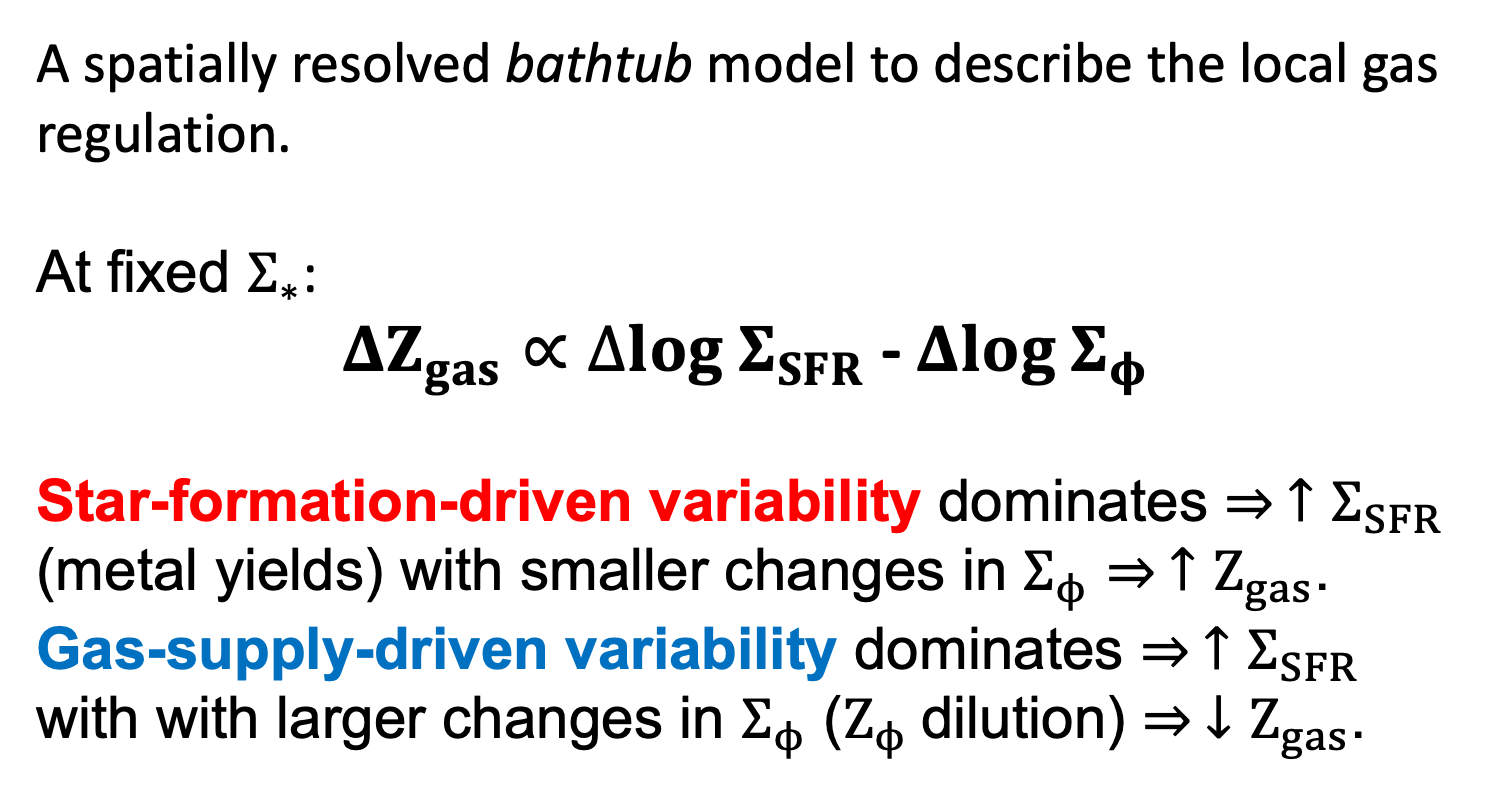 A spatially resolved bathtub model to describe the local gas
regulation.
At fixed Σ∗:
ΔZgas ∝ Δlog ΣSFR - Δlog Σϕ
Star-formation-driven variability dominates ⇒ ↑ ΣSFR
(metal yields) with smaller changes in Σϕ ⇒ ↑ Zgas.
Gas-supply-driven variability dominates ⇒ ↑ ΣSFR
with with larger changes in Σϕ (Zϕ dilution) ⇒ ↓ Zgas.